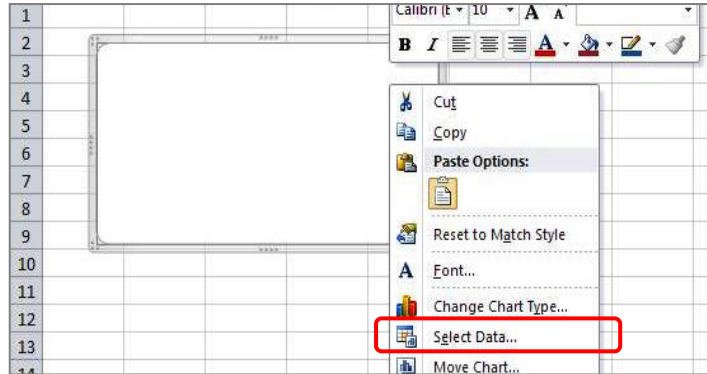 Calibri (E 10 A A
B I A
1
2
3
4
5
6
7
8
9
10
11
12
13
14
Cut
Copy
Paste Options:
Reset to Match Style
A Font...
Change Chart Type...
Select Data...
Move Chart...